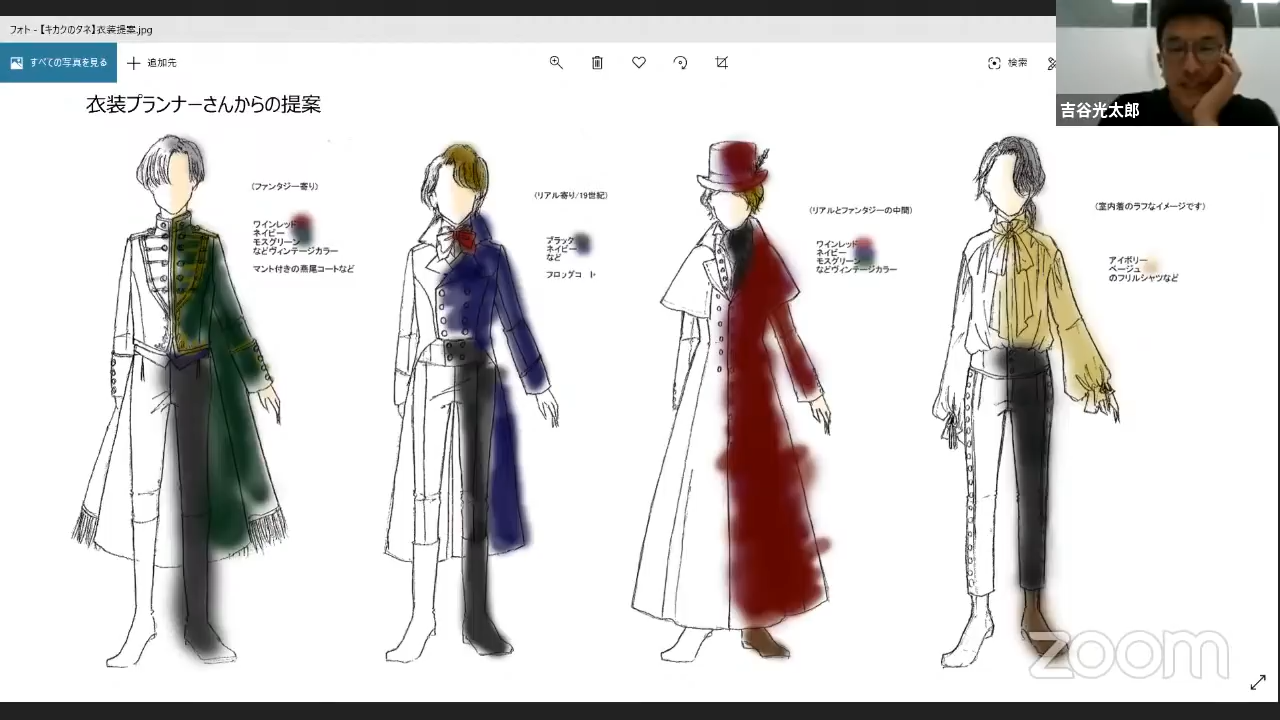 フォト - 【キカクのタネ】衣装提案.jpg
すべての写真を見る
追加先
検索
吉谷光太郎
衣装プランナーさんからの提案
(ファンタジー寄り)
ワインレッド
ネイビー
モスグリーン
などヴィンテージカラー
マント付きの燕尾コートなど
(リアル寄り/19世紀)
ブラック
ネイビー
など
フロッグコート
(リアルとファンタジーの中間)
ワインレッド
ネイビー
モスグリーン
などヴィンテージカラー
(室内着のラフなイメージです)
アイボリー
ベージュ
のフリルシャツなど
zoom